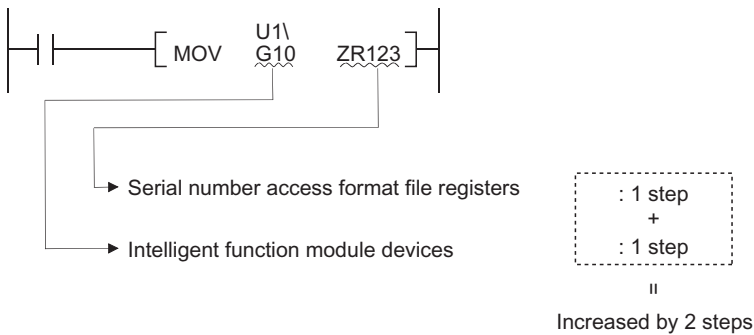 U1\
MOV G10 ZR123
Serial number access format file registers
: 1 step
+
Intelligent function module devices
: 1 step
=
Increased by 2 steps